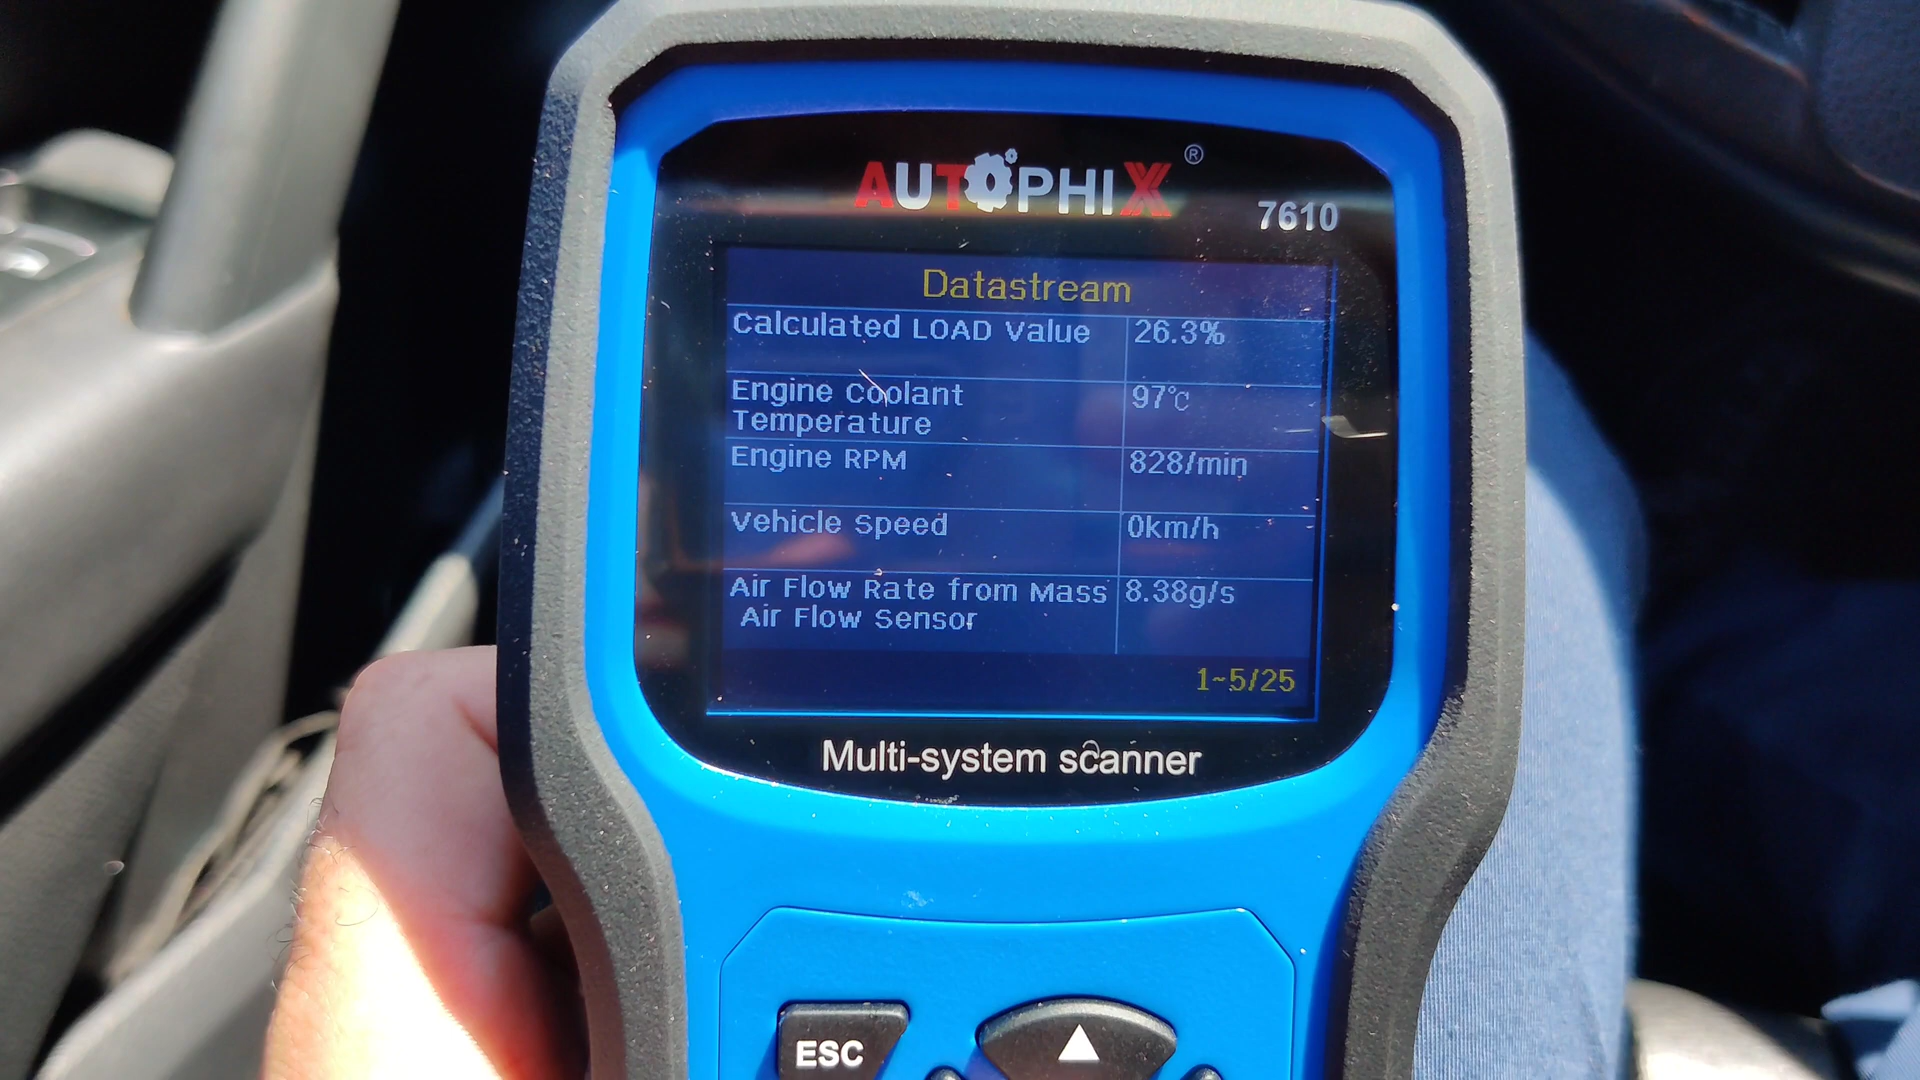 AUTOPHIX ®
7610
Datastream
Calculated LOAD Value 26.3%
Engine Coolant 97℃
Temperature
Engine RPM 828/min
Vehicle Speed 0km/h
Air Flow Rate from Mass 8.38g/s
Air Flow Sensor
1~5/25
Multi-system scanner
ESC